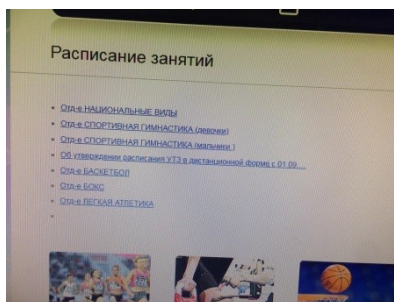 Расписание занятий
Отд-е НАЦИОНАЛЬНЫЕ ВИДЫ
Отд-е СПОРТИВНАЯ ГИМНАСТИКА (девочки)
Отд-е СПОРТИВНАЯ ГИМНАСТИКА (мальчики )
Об утверждении расписания УТЗ в дистанционной форме с 01.09....
Отд-е БАСКЕТБОЛ
Отд-е БОКС
Отд-е ЛЕГКАЯ АТЛЕТИКА